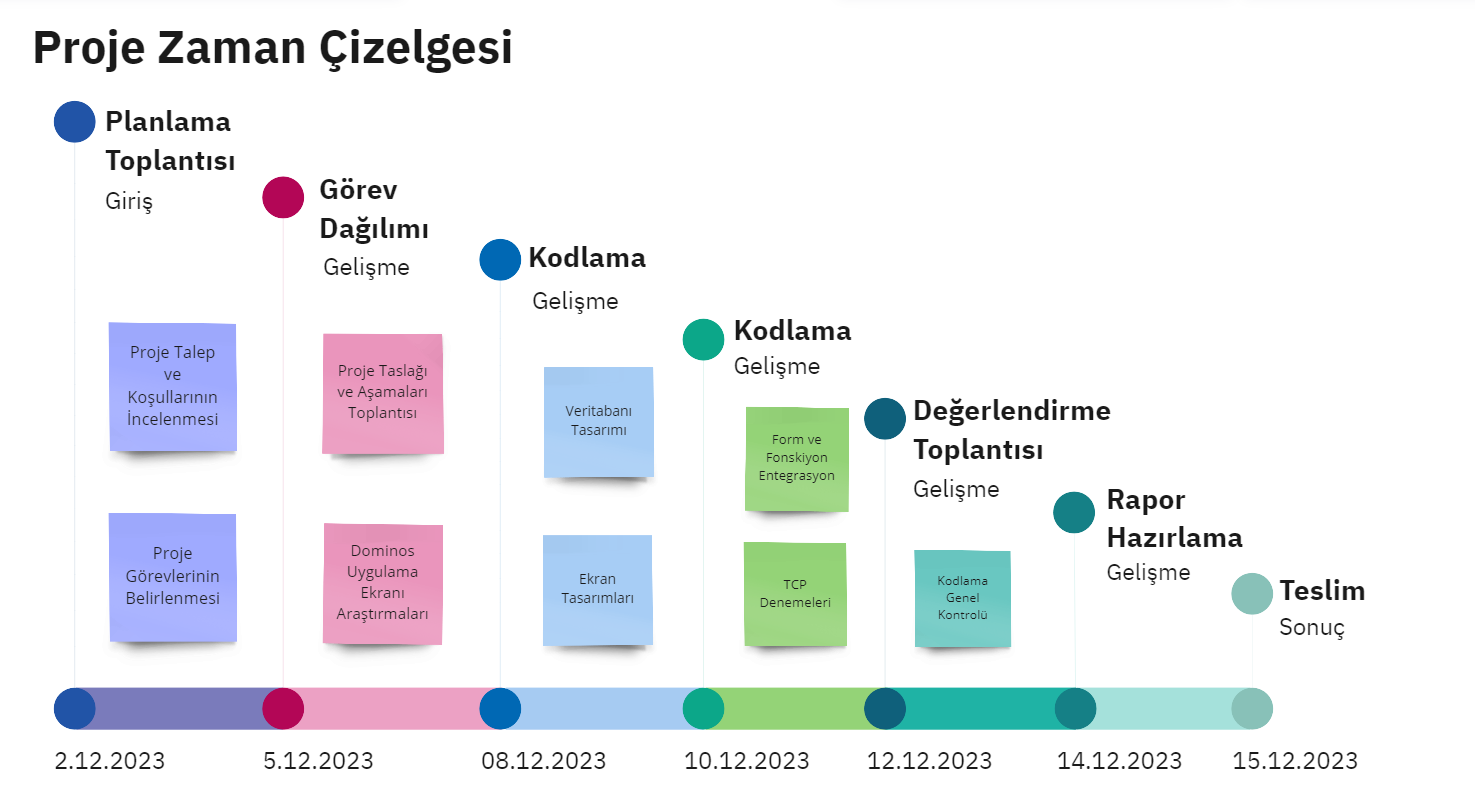 Proje Zaman Çizelgesi
Planlama
Toplantısı
Giriş
Görev
Dağılımı
Gelişme
Kodlama
Gelişme
Kodlama
Gelişme
Değerlendirme
Toplantısı
Gelişme
Rapor
Hazırlama
Gelişme
Teslim
Sonuç
Proje Talep
ve
Koşullarının
İncelenmesi
Proje
Görevlerinin
Belirlenmesi
Proje Taslağı
ve Aşamaları
Toplantısı
Dominos
Uygulama
Ekranı
Araştırmaları
Veritabanı
Tasarımı
Ekran
Tasarımları
Form ve
Fonskiyon
Entegrasyon
TCP
Denemeleri
Kodlama
Genel
Kontrolü
2.12.2023
5.12.2023
08.12.2023
10.12.2023
12.12.2023
14.12.2023
15.12.2023